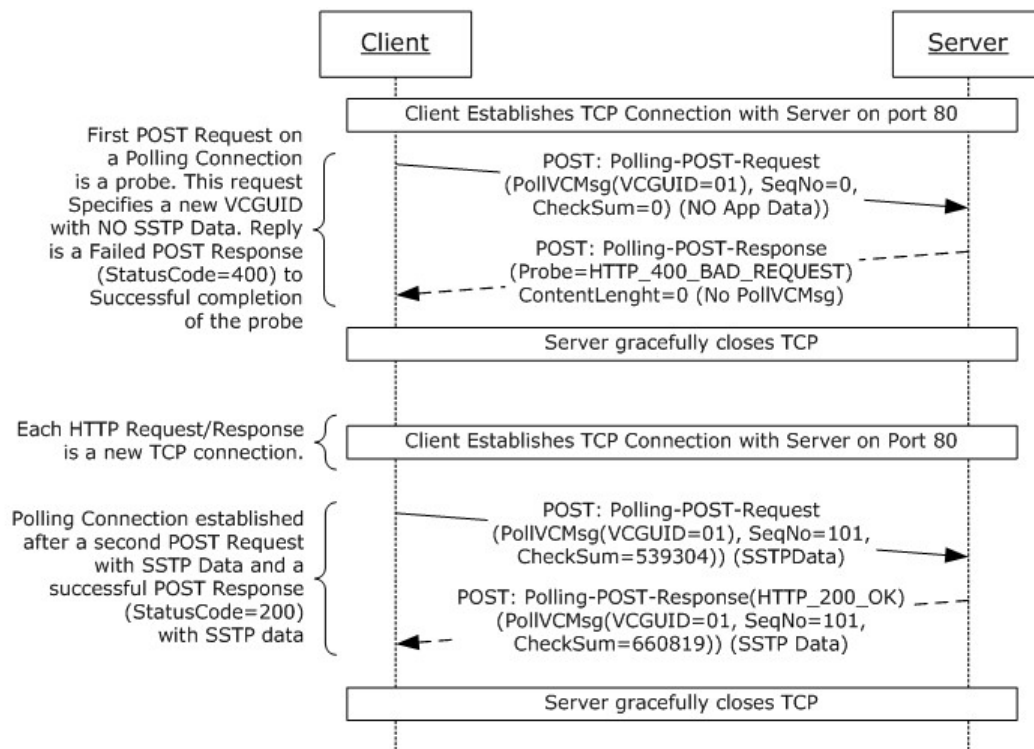 Client
Server
Client Establishes TCP Connection with Server on port 80
First POST Request on
a Polling Connection
is a probe. This request
Specifies a new VCGUID
with NO SSTP Data. Reply
is a Failed POST Response
(StatusCode=400) to
Successful completion
of the probe
POST: Polling-POST-Request
(PollVCMsg(VCGUID=01), SeqNo=0,
CheckSum=0) (NO App Data))
POST: Polling-POST-Response
(Probe=HTTP_400_BAD_REQUEST)
ContentLenght=0 (No PollVCMsg)
Server gracefully closes TCP
Each HTTP Request/Response
is a new TCP connection.
Client Establishes TCP Connection with Server on Port 80
Polling Connection established
after a second POST Request
with SSTP Data and a
successful POST Response
(StatusCode=200)
with SSTP data
POST: Polling-POST-Request
(PollVCMsg(VCGUID=01), SeqNo=101,
CheckSum=539304)) (SSTPData)
POST: Polling-POST-Response(HTTP_200_OK)
(PollVCMsg(VCGUID=01, SeqNo=101,
CheckSum=660819)) (SSTP Data)
Server gracefully closes TCP